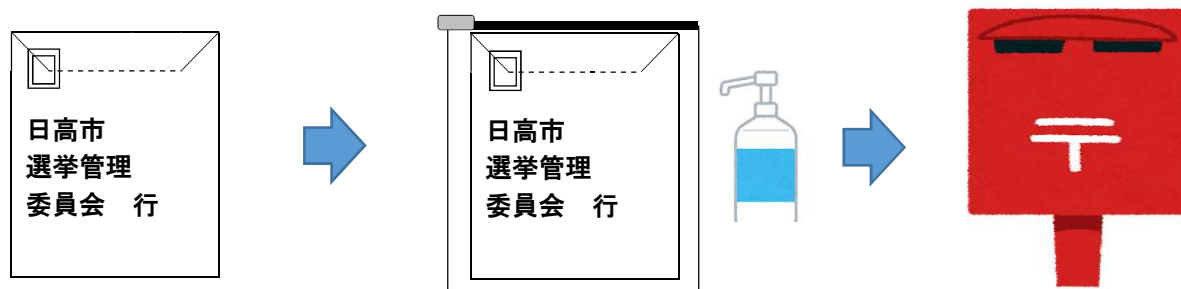 日高市
選挙管理
委員会　行
日高市
選挙管理
委員会　行
〒